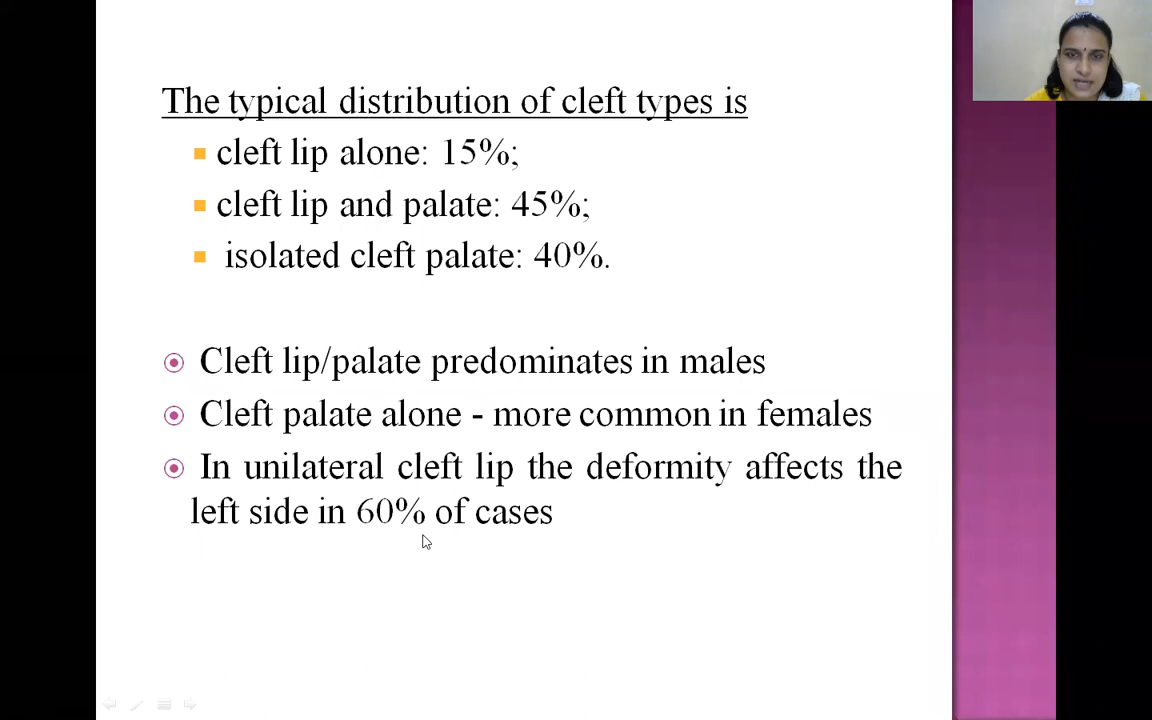 The typical distribution of cleft types is
cleft lip alone: 15%;
cleft lip and palate: 45%;
isolated cleft palate: 40%.
Cleft lip/palate predominates in males
Cleft palate alone - more common in females
In unilateral cleft lip the deformity affects the
left side in 60% of cases